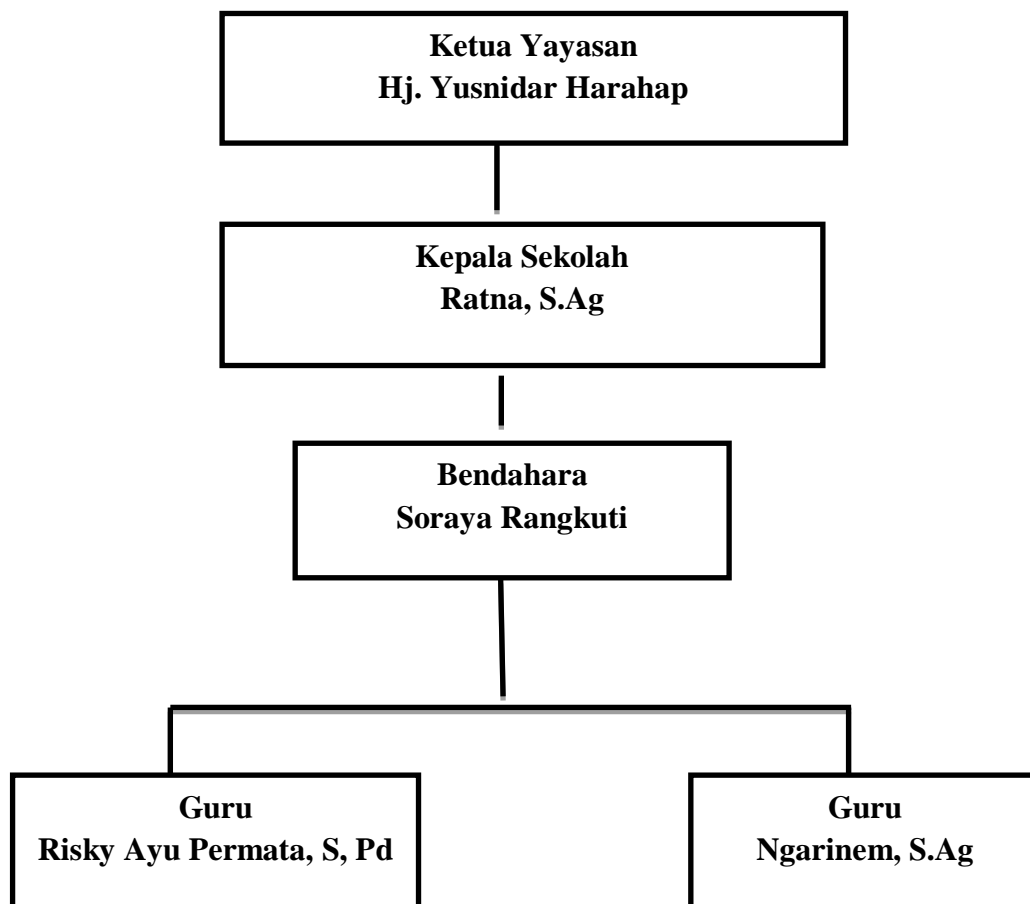 Ketua Yayasan
Hj. Yusnidar Harahap
Kepala Sekolah
Ratna, S.Ag
Bendahara
Soraya Rangkuti
Guru
Risky Ayu Permata, S, Pd
Guru
Ngarinem, S.Ag